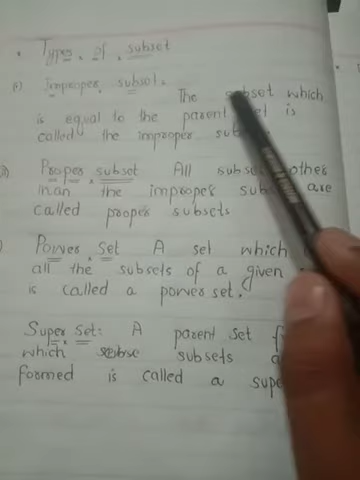 * Types of subset
(1) Improper subset.
The subset which
is equal to the parent set is
called the improper
Proper subset All other
than the improper are
called proper subsets
Power Set A set which
all the subsets of a given
is called a power set.
Super Set: A parent set
which subsets
formed is called a